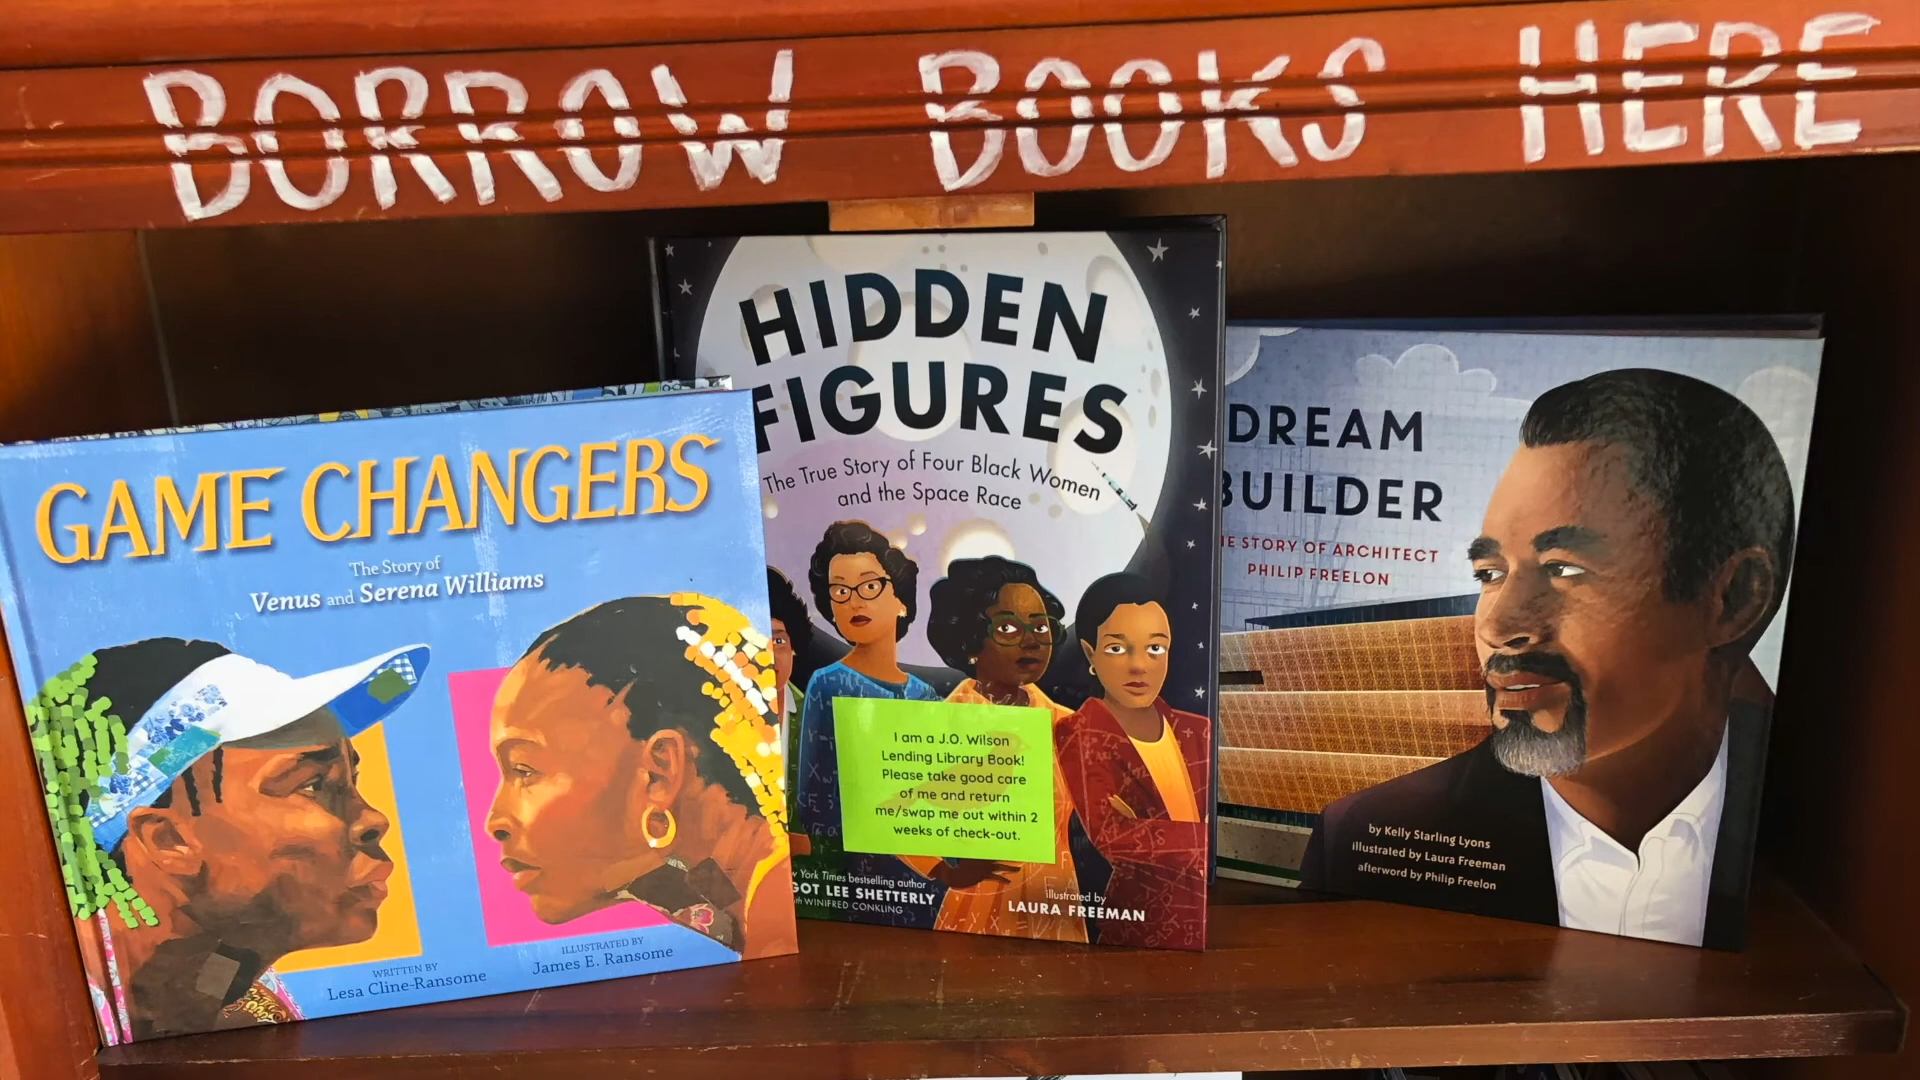 BORROW BOOKS HERE
GAME CHANGERS
The Story of
Venus and Serena Williams
WRITTEN BY
Lesa Cline-Ransome
ILLUSTRATED BY
James E. Ransome
HIDDEN
FIGURES
The True Story of Four Black Women
and the Space Race
I am a J.O. Wilson
Lending Library Book!
Please take good care
of me and return
me/swap me out within 2
weeks of check-out.
York Times bestselling author
LEE SHETTERLY
WINIFRED CONKLING
illustrated by
LAURA FREEMAN
DREAM
BUILDER
STORY OF ARCHITECT
PHILIP FREELON
by Kelly Starling Lyons
illustrated by Laura Freeman
afterword by Philip Freelon